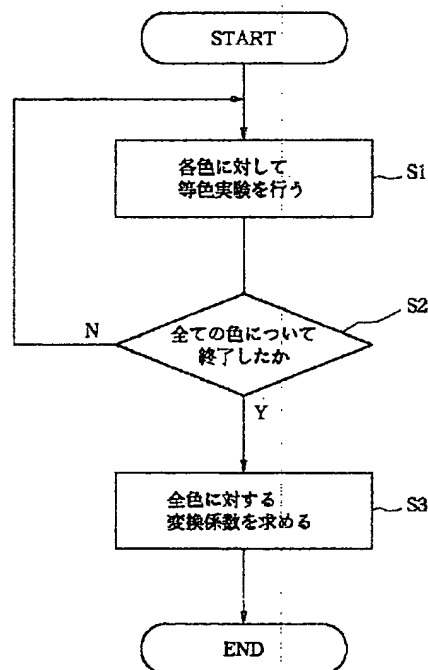 START
各色に対して
等色実験を行う
S1
全ての色について
終了したか
S2
N
Y
全色に対する
変換係数を求める
S3
END